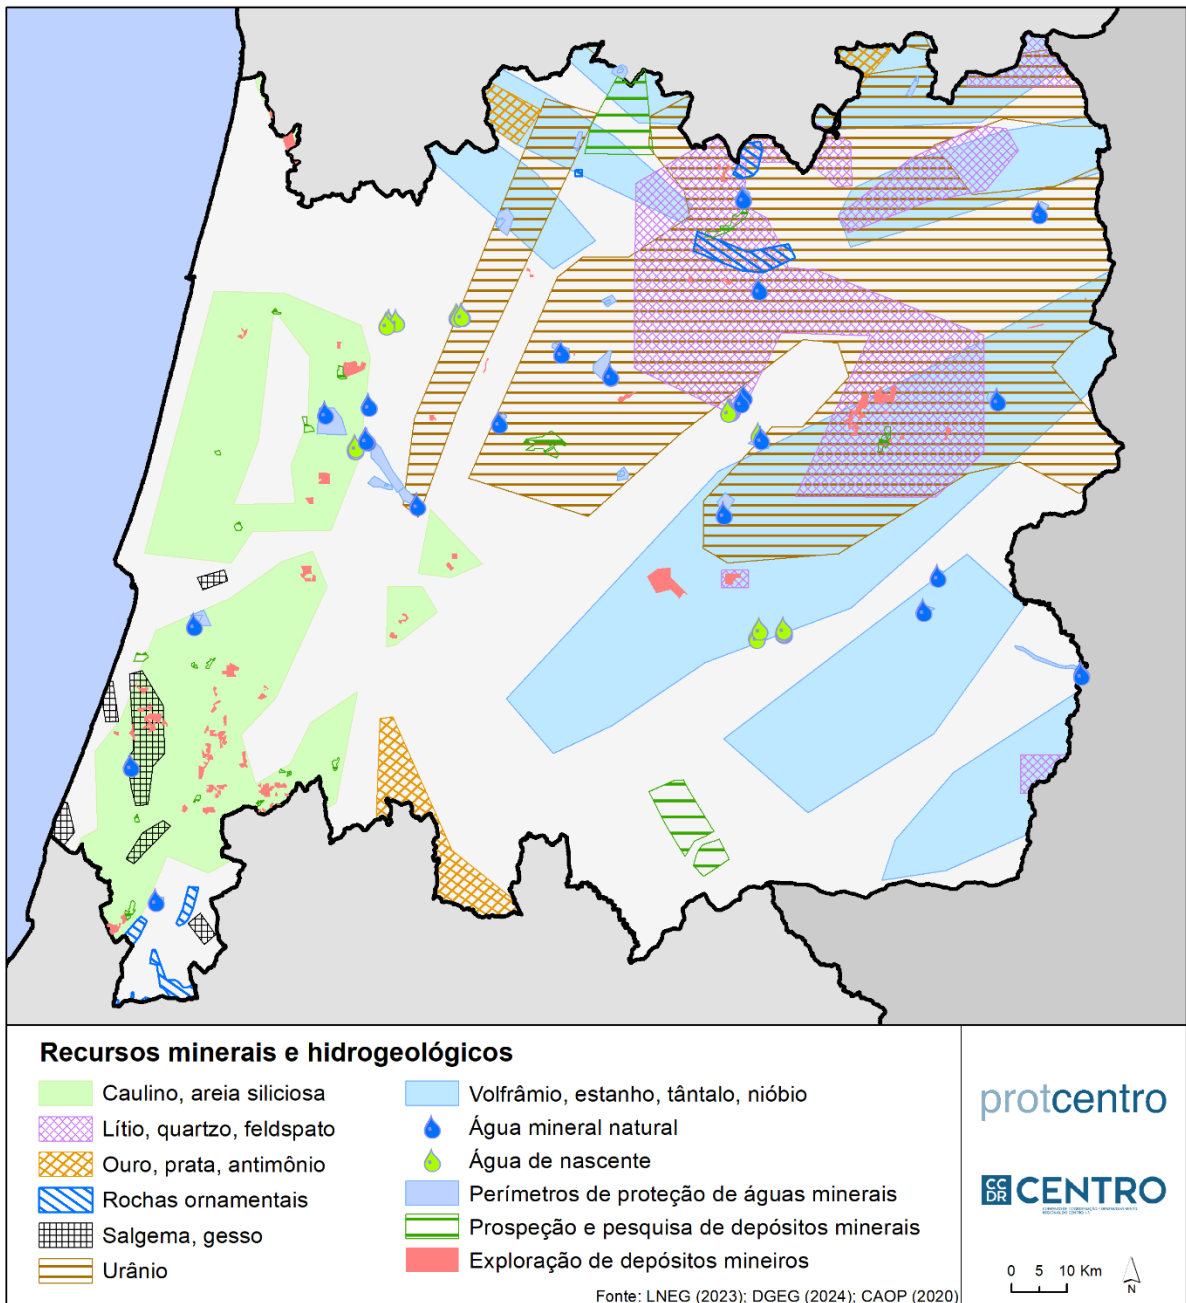 Recursos minerais e hidrogeológicos
Caulino, areia siliciosa
Lítio, quartzo, feldspato
Ouro, prata, antimônio
Rochas ornamentais
Salgema, gesso
Urânio
Volfrâmio, estanho, tântalo, nióbio
Água mineral natural
Água de nascente
Perímetros de proteção de águas minerais
Prospeção e pesquisa de depósitos minerais
Exploração de depósitos mineiros
Fonte: LNEG (2023); DGEG (2024); CAOP (2020)
protcentro
CCDR CENTRO
0 5 10 Km
N